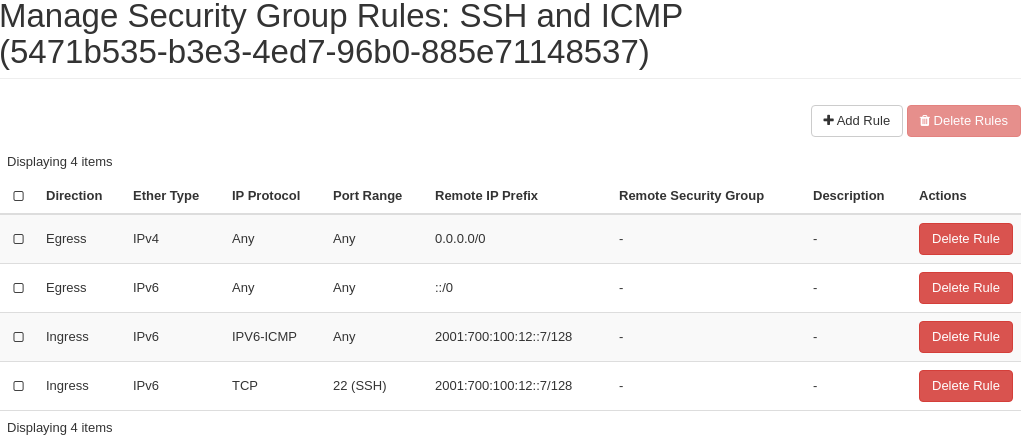 Manage Security Group Rules: SSH and ICMP
(5471b535-b3e3-4ed7-96b0-885e71148537)
Add Rule Delete Rules
Displaying 4 items
Direction Ether Type IP Protocol Port Range Remote IP Prefix Remote Security Group Description Actions
Egress IPv4 Any Any 0.0.0.0/0 - - Delete Rule
Egress IPv6 Any Any ::/0 - - Delete Rule
Ingress IPv6 IPV6-ICMP Any 2001:700:100:12::7/128 - - Delete Rule
Ingress IPv6 TCP 22 (SSH) 2001:700:100:12::7/128 - - Delete Rule
Displaying 4 items